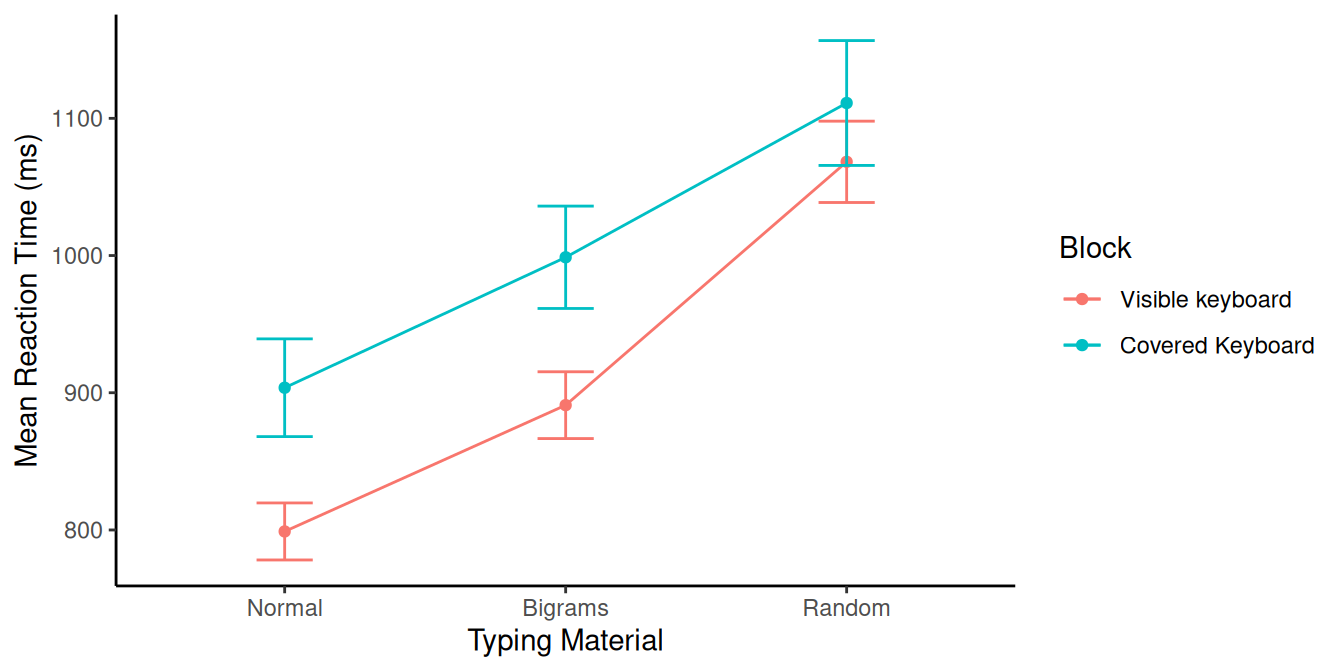 Mean Reaction Time (ms)
1100
1000
900
800
Normal Bigrams Random
Typing Material
Block
Visible keyboard
Covered Keyboard